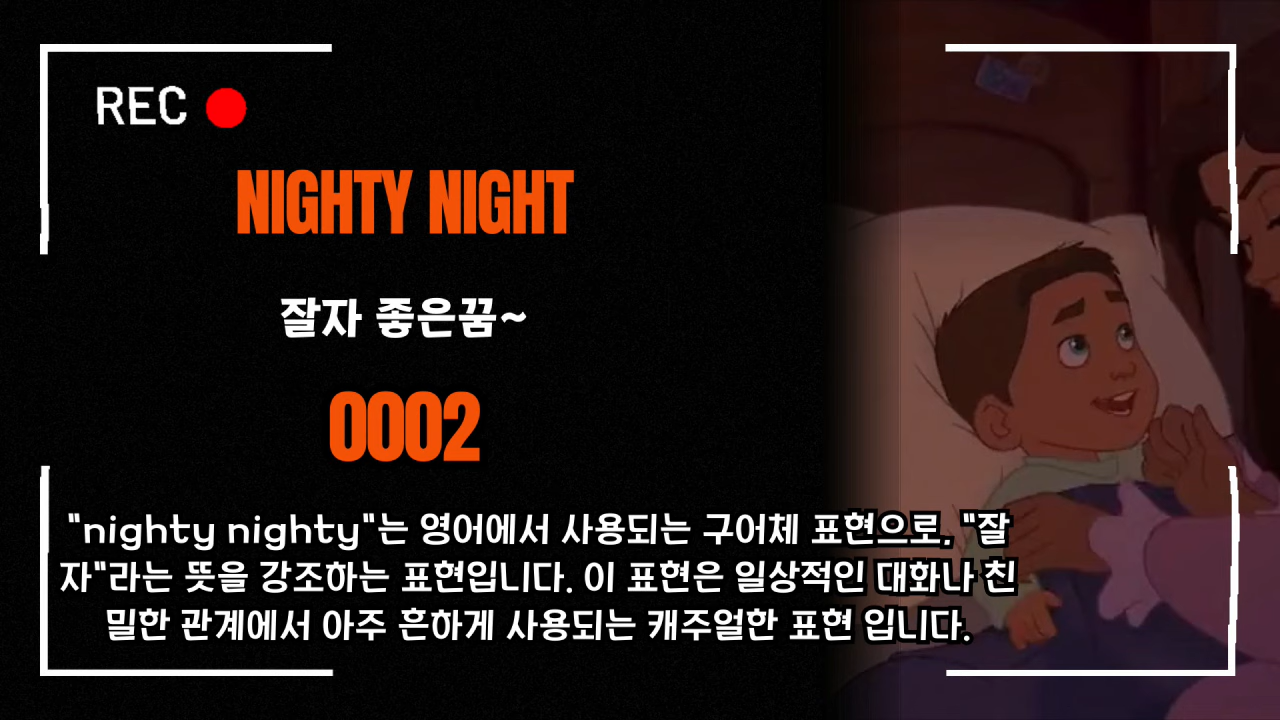 REC
NIGHTY NIGHT
잘자 좋은꿈~
0002
"nighty nighty"는 영어에서 사용되는 구어체 표현으로, "잘
자"라는 뜻을 강조하는 표현입니다. 이 표현은 일상적인 대화나 친
밀한 관계에서 아주 흔하게 사용되는 캐주얼한 표현 입니다.